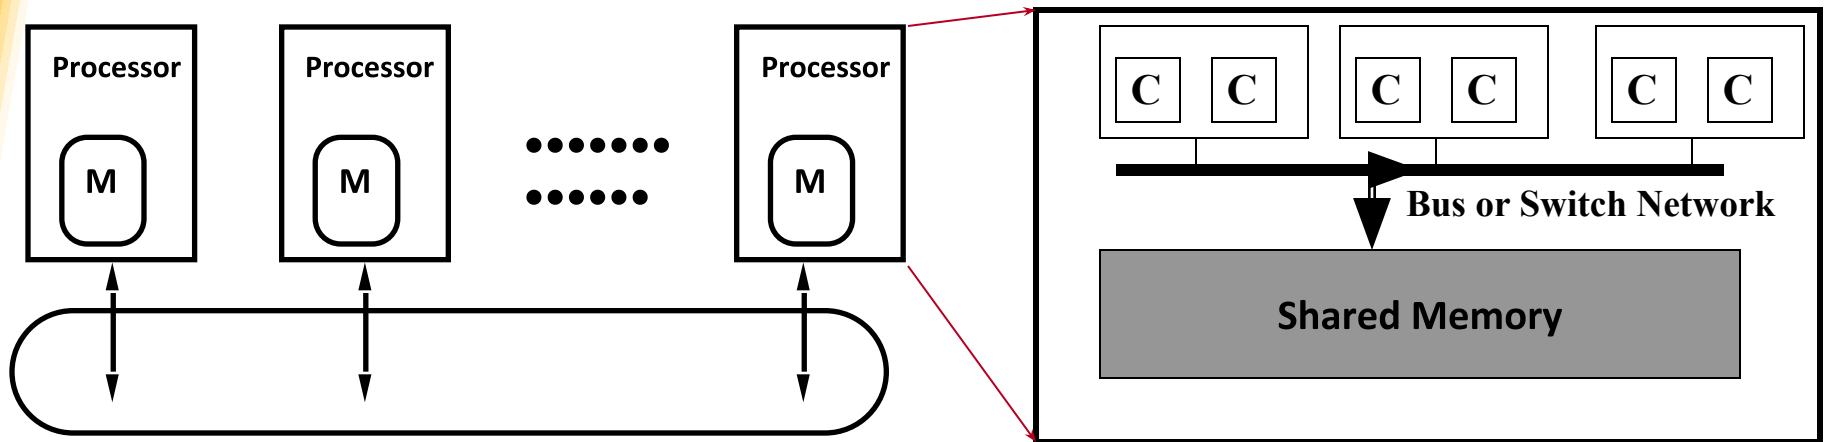 Processor
Processor
Processor
M
M
M
C C C C C C
Bus or Switch Network
Shared Memory